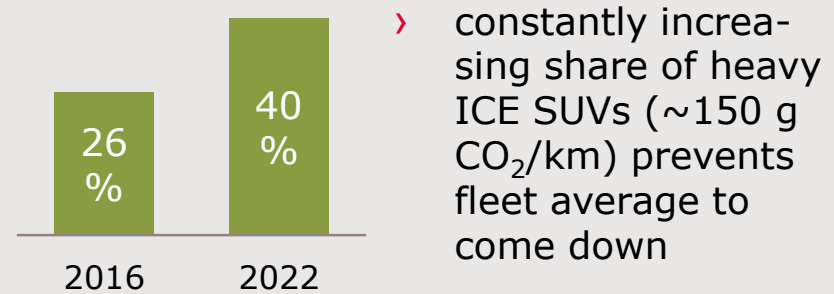 26
%
40
%
2016
2022
› constantly increa-
sing share of heavy
ICE SUVs (~150 g
CO₂/km) prevents
fleet average to
come down